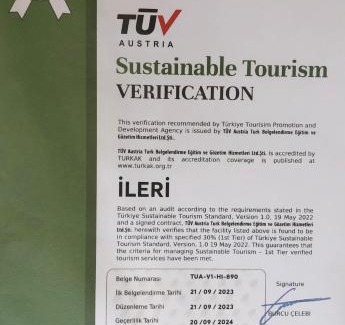 TÜV
AUSTRIA
Sustainable Tourism
VERIFICATION
This verification recommended by Türkiye Tourisim Promotion and
Development Agency is issued by TÜV Austria Turk Belgelendirme Eğitim ve
Gözetim Hizmetleri Ltd.Şti.
TÜV Austria Turk Belgelendirme Eğitim ve Gözetim Hizmetleri Ltd.Şti. is accredited by
TURKAK and its accreditation coverage is published at
www.turkak.org.tr
İLERİ
Based on an audit according to the requirements stated in the
Türkiye Sustainable Tourism Standard, Version 1.0, 19 May 2022
and a signed contract, TÜV Austria Turk Belgelendirme Eğitim ve Gözetim Hizmetleri
Ltd.Şti. herewith verifies that the facility listed above is found to be
in compliance with specified 30% (1st Tier) of Türkiye Sustainable
Tourism Standard, Version, 1.0 19 May 2022. This guarantees that
the criteria for managing Sustainable Tourism - 1st Tier verified
tourism services have been met.
Belge Numarası TUA-V1-HI-890
Signature
İlk Belgelendirme Tarihi 21 / 09 / 2023
Düzenleme Tarihi 21 / 09 / 2023
BURCU ÇELEBİ
Geçerlilik Tarihi 20 / 09 / 2024